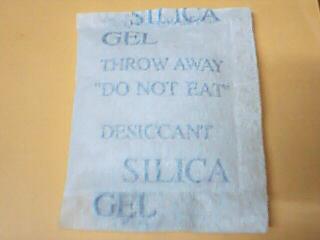 SILICA
GEL
THROW AWAY
"DO NOT EAT"
DESICCANT
SILICA
GEL